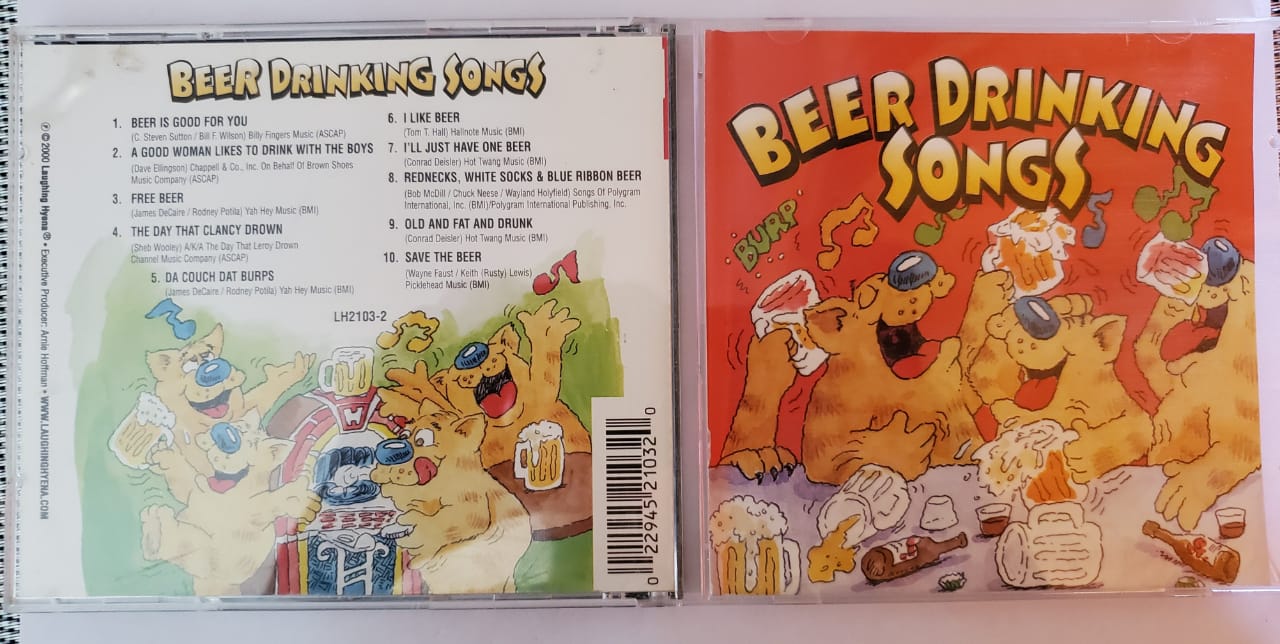 BEER DRINKING SONGS
1. BEER IS GOOD FOR YOU
(C. Steven Sutton / Bill F. Wilson) Billy Fingers Music (ASCAP)
2. A GOOD WOMAN LIKES TO DRINK WITH THE BOYS
(Dave Ellingson) Chappell & Co., Inc. On Behalf Of Brown Shoes
Music Company (ASCAP)
3. FREE BEER
(James DeCaire / Rodney Potila) Yah Hey Music (BMI)
4. THE DAY THAT CLANCY DROWN
(Sheb Wooley) A/K/A The Day That Leroy Drown
Channel Music Company (ASCAP)
5. DA COUCH DAT BURPS
(James DeCaire / Rodney Potila) Yah Hey Music (BMI)
6. I LIKE BEER
(Tom T. Hall) Hallnote Music (BMI)
7. I'LL JUST HAVE ONE BEER
(Conrad Deisler) Hot Twang Music (BMI)
8. REDNECKS, WHITE SOCKS & BLUE RIBBON BEER
(Bob McDill / Chuck Neese / Wayland Holyfield) Songs Of Polygram
International, Inc. (BMI)/Polygram International Publishing, Inc.
9. OLD AND FAT AND DRUNK
(Conrad Deisler) Hot Twang Music (BMI)
10. SAVE THE BEER
(Wayne Faust / Keith (Rusty) Lewis)
Picklehead Music (BMI)
LH2103-2
℗ © 2000 Laughing Hyena® • Executive Producer: Arnie Hoffman • WWW.LAUGHINGHYENA.COM
W
0 22945 21032 0
BEER DRINKING
SONGS
BURP